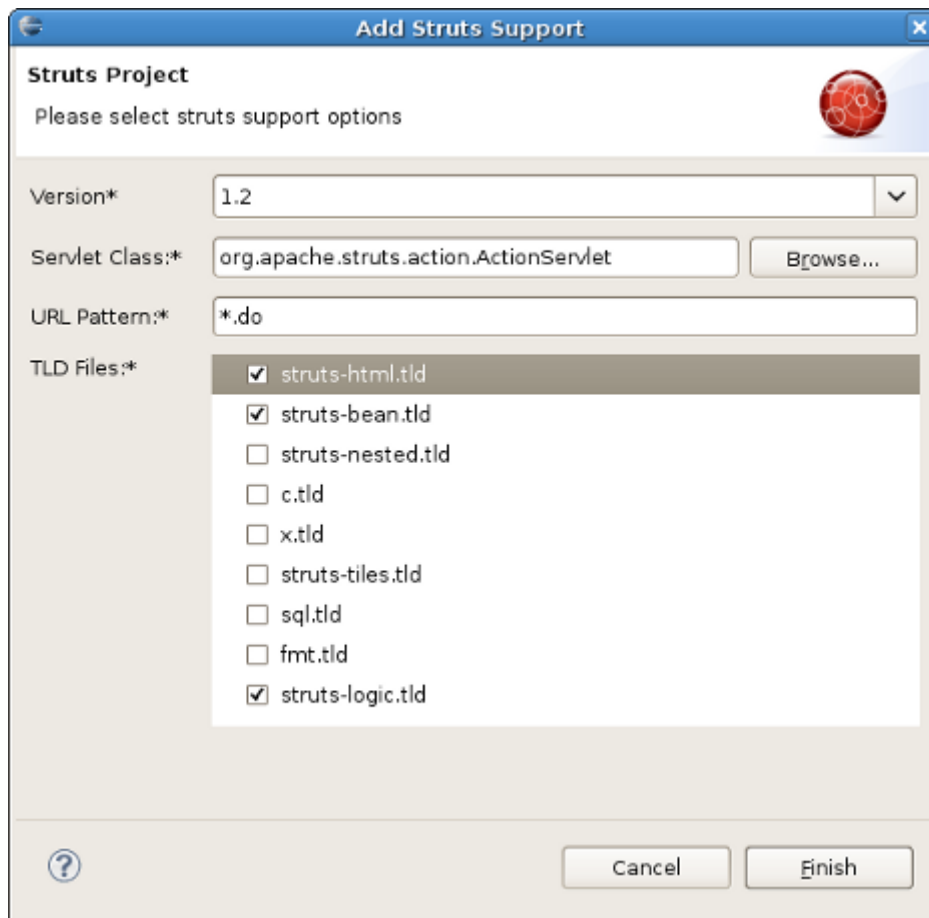 Add Struts Support
Struts Project
Please select struts support options
Version*
1.2
Servlet Class:*
org.apache.struts.action.ActionServlet
Browse...
URL Pattern:*
*.do
TLD Files:*
struts-html.tld
struts-bean.tld
struts-nested.tld
c.tld
x.tld
struts-tiles.tld
sql.tld
fmt.tld
struts-logic.tld
?
Cancel
Finish